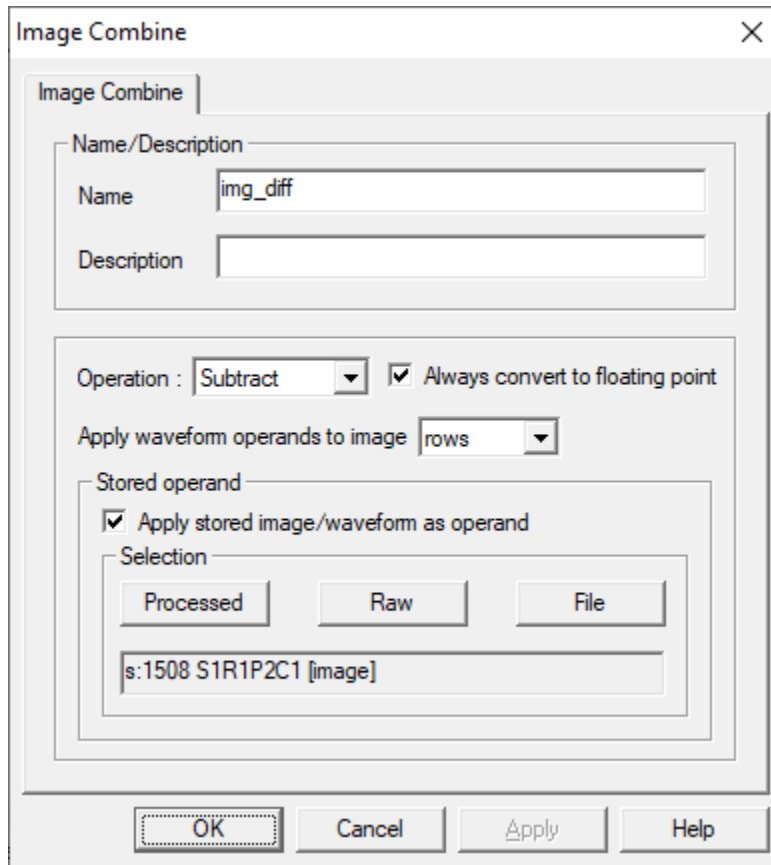 Image Combine
Image Combine
Name/Description
Name img_diff
Description
Operation : Subtract Always convert to floating point
Apply waveform operands to image rows
Stored operand
Apply stored image/waveform as operand
Selection
Processed Raw File
s:1508 S1R1P2C1 [image]
OK Cancel Apply Help